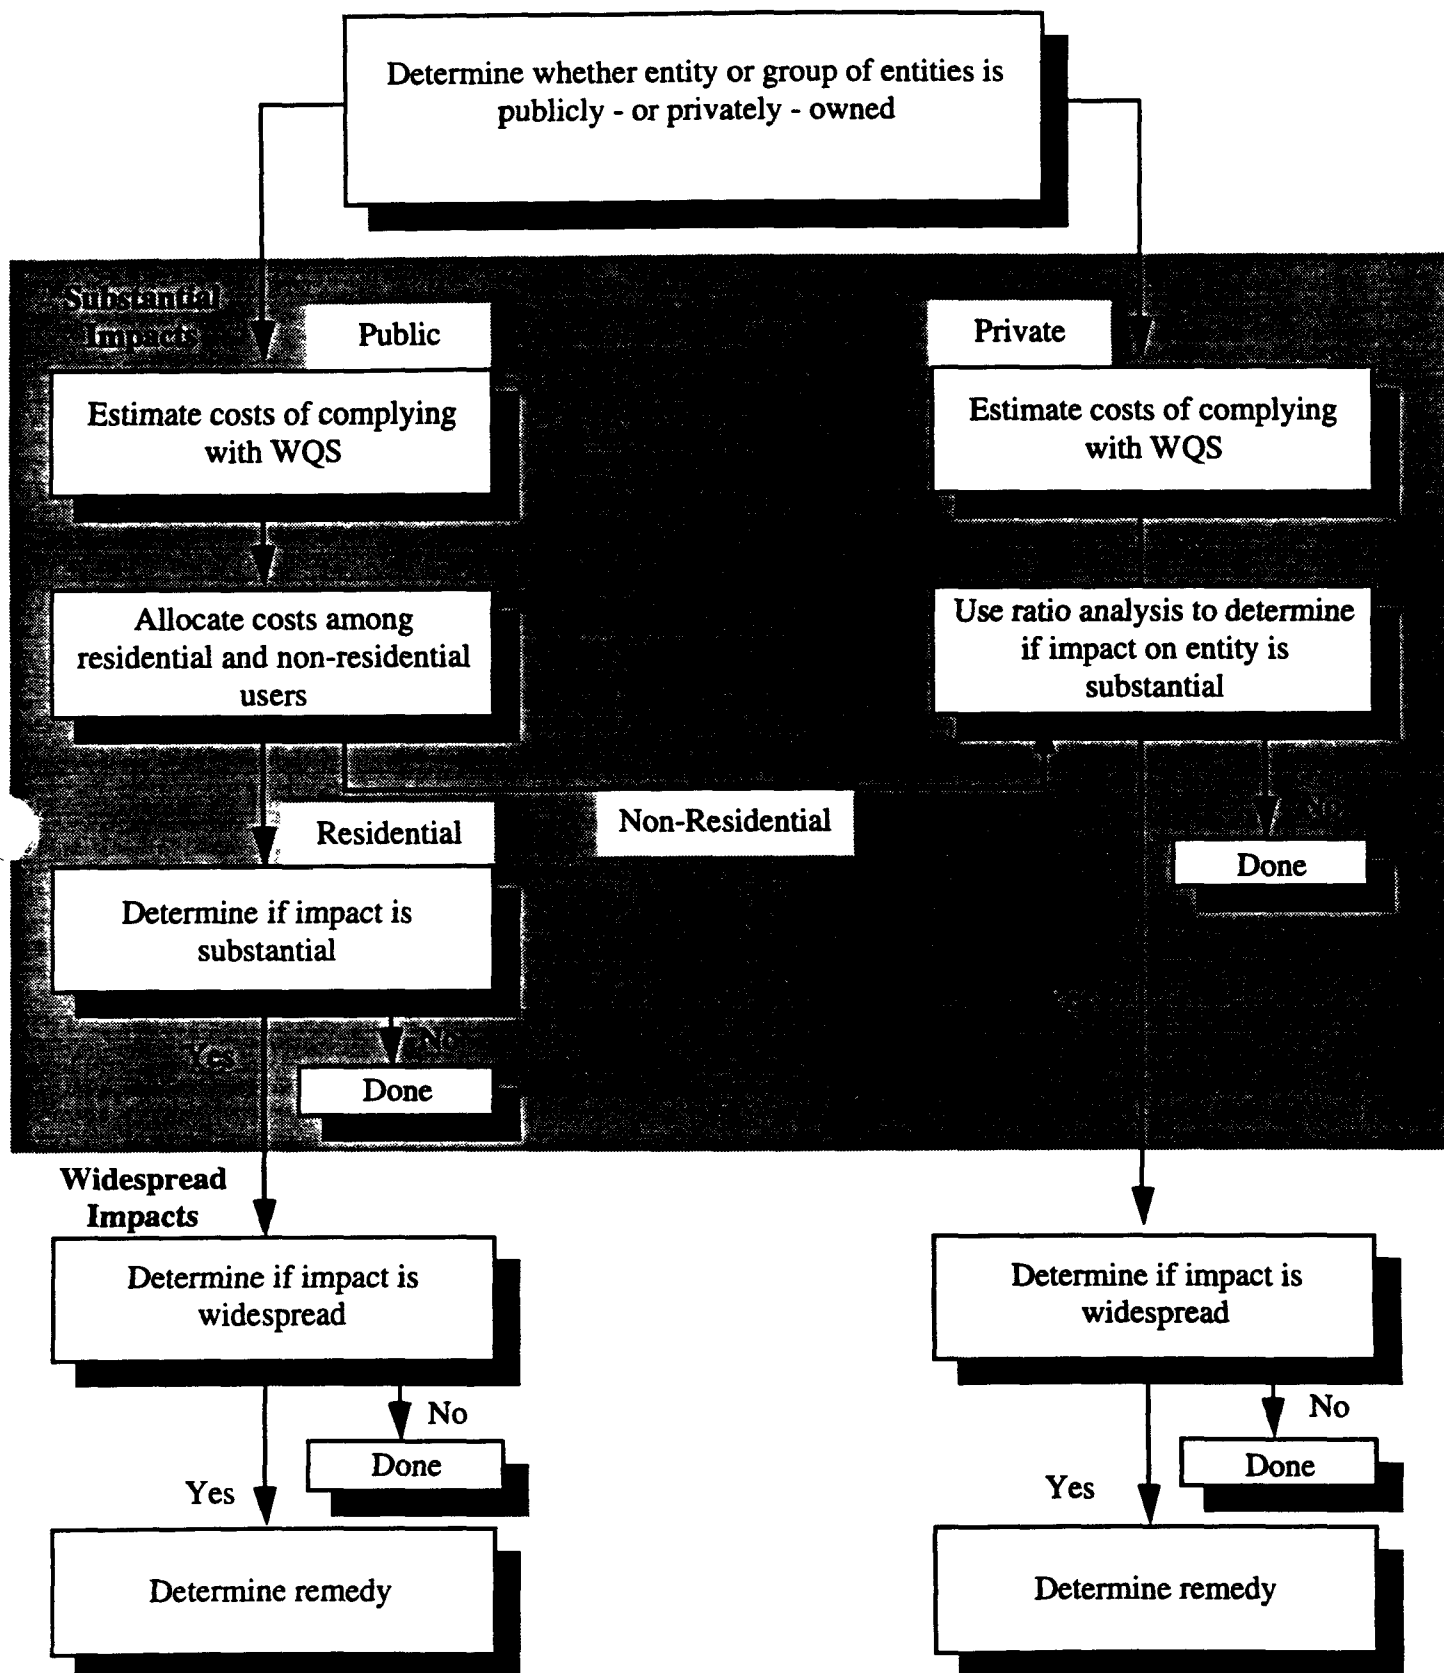 Determine whether entity or group of entities is
publicly - or privately - owned
Substantial
Impacts
Public
Private
Estimate costs of complying
with WQS
Estimate costs of complying
with WQS
Allocate costs among
residential and non-residential
users
Use ratio analysis to determine
if impact on entity is
substantial
Residential
Non-Residential
No
Done
Determine if impact is
substantial
Yes
No
Done
Widespread
Impacts
Determine if impact is
widespread
Determine if impact is
widespread
No
Done
Yes
No
Done
Yes
Determine remedy
Determine remedy